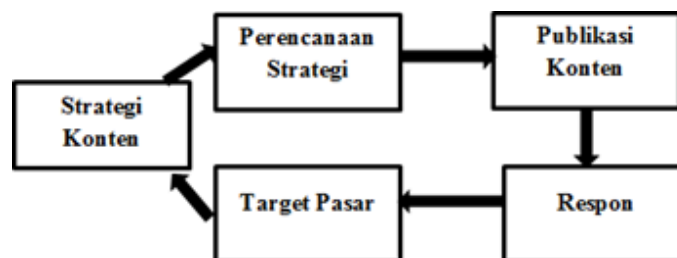 Perencanaan
Strategi
Publikasi
Konten
Strategi
Konten
Target Pasar
Respon